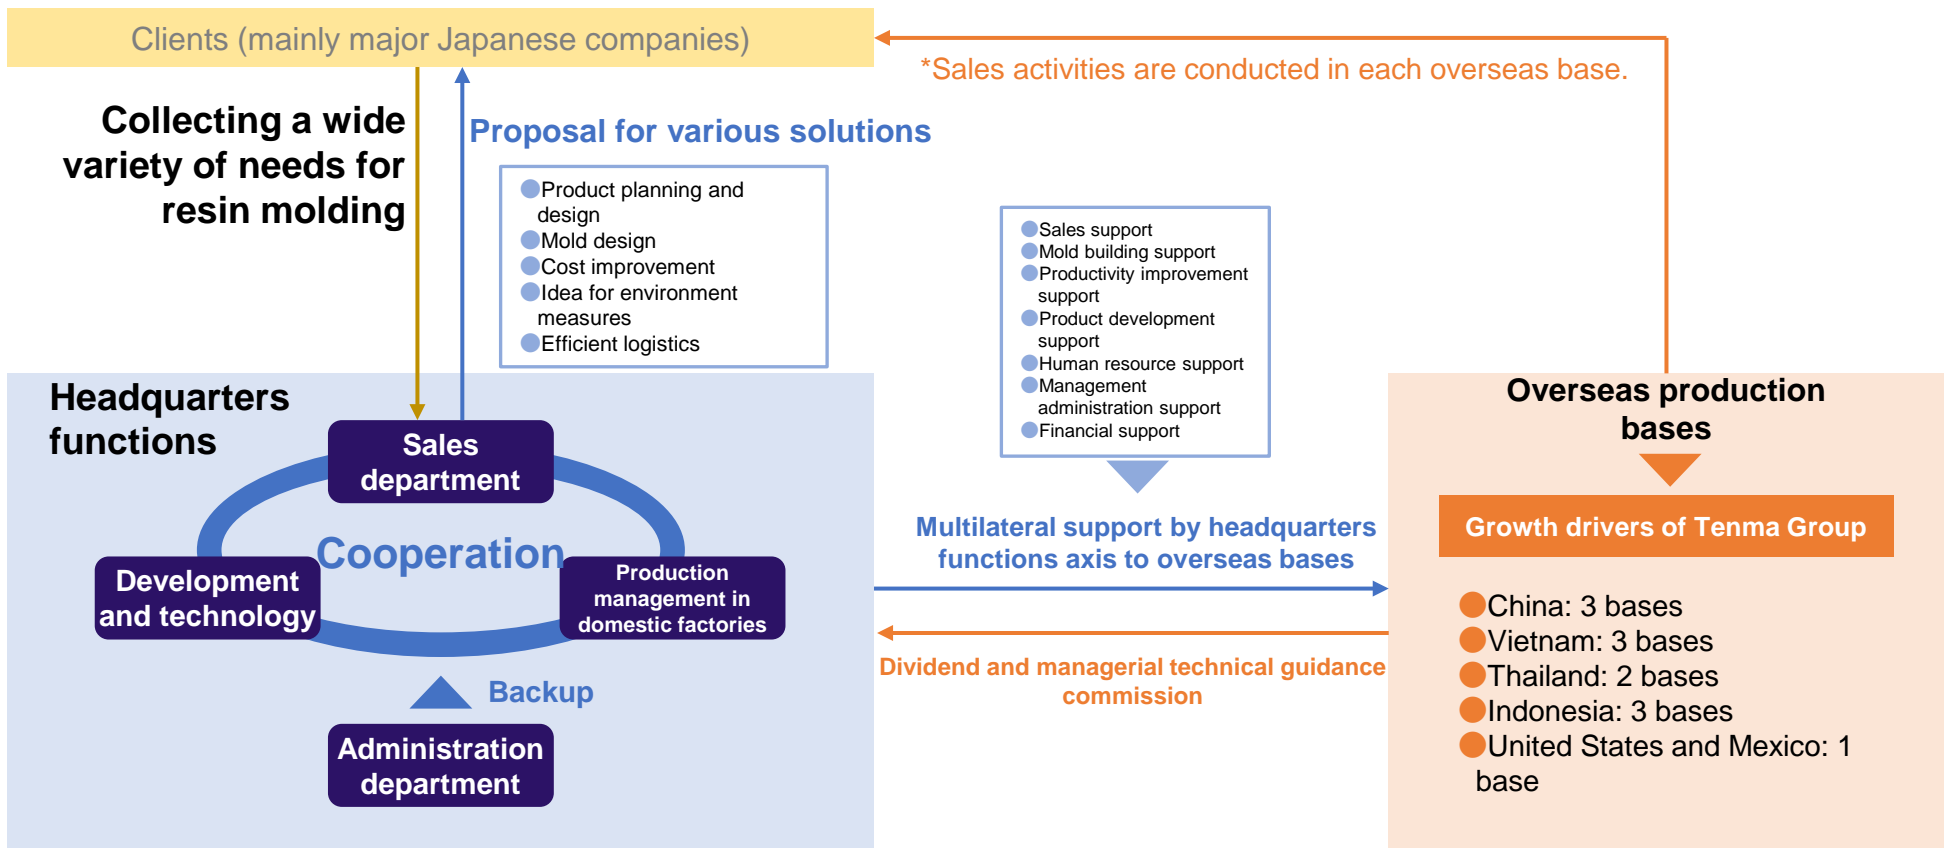 Clients (mainly major Japanese companies)
*Sales activities are conducted in each overseas base.
Collecting a wide
variety of needs for
resin molding
Proposal for various solutions
Product planning and
design
Mold design
Cost improvement
Idea for environment
measures
Efficient logistics
Sales support
Mold building support
Productivity improvement
support
Product development
support
Human resource support
Management
administration support
Financial support
Headquarters
functions
Sales
department
Cooperation
Development
and technology
Production
management in
domestic factories
Backup
Administration
department
Multilateral support by headquarters
functions axis to overseas bases
Dividend and managerial technical guidance
commission
Overseas production
bases
Growth drivers of Tenma Group
China: 3 bases
Vietnam: 3 bases
Thailand: 2 bases
Indonesia: 3 bases
United States and Mexico: 1
base